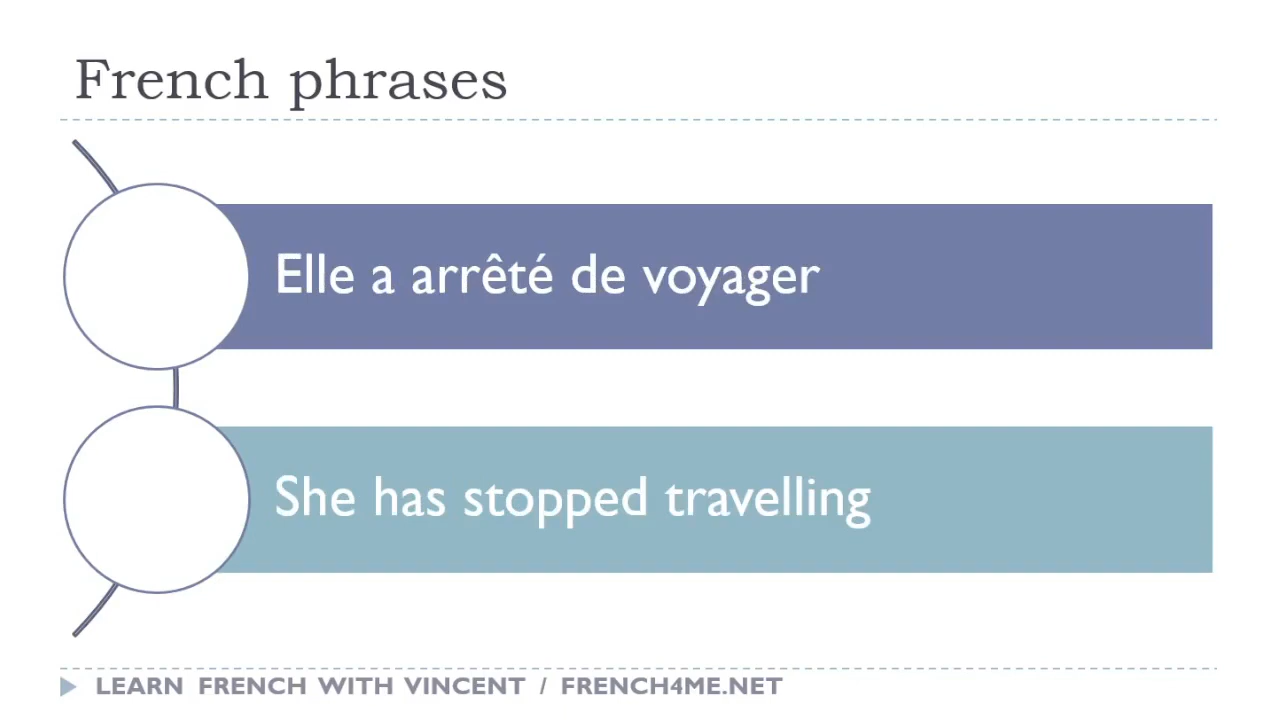 French phrases
Elle a arrêté de voyager
She has stopped travelling
LEARN FRENCH WITH VINCENT / FRENCH4ME.NET